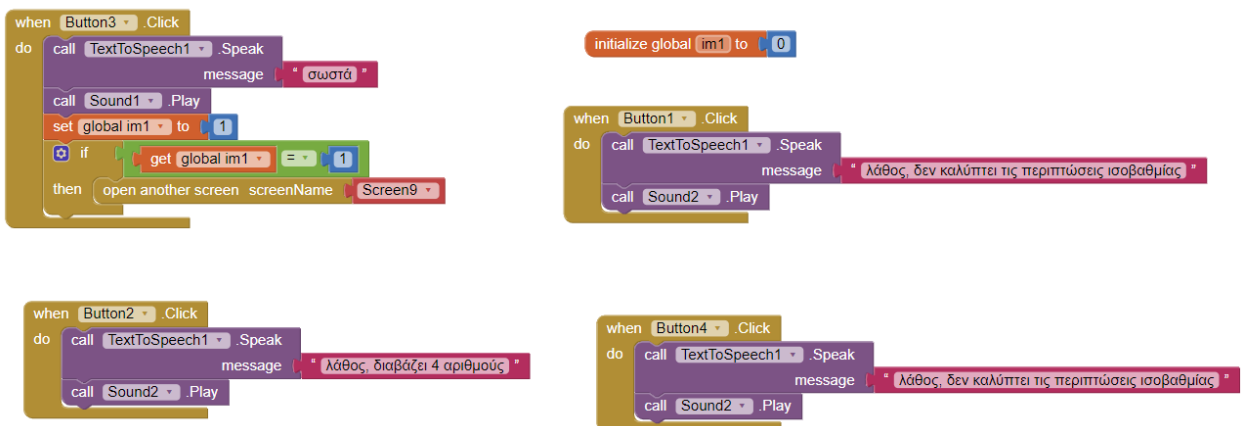 when Button3 .Click
do call TextToSpeech1 .Speak
message " σωστά "
call Sound1 .Play
set global im1 to 1
if get global im1 = 1
then open another screen screenName Screen9
initialize global im1 to 0
when Button1 .Click
do call TextToSpeech1 .Speak
message " λάθος, δεν καλύπτει τις περιπτώσεις ισοβαθμίας "
call Sound2 .Play
when Button2 .Click
do call TextToSpeech1 .Speak
message " λάθος, διαβάζει 4 αριθμούς "
call Sound2 .Play
when Button4 .Click
do call TextToSpeech1 .Speak
message " λάθος, δεν καλύπτει τις περιπτώσεις ισοβαθμίας "
call Sound2 .Play